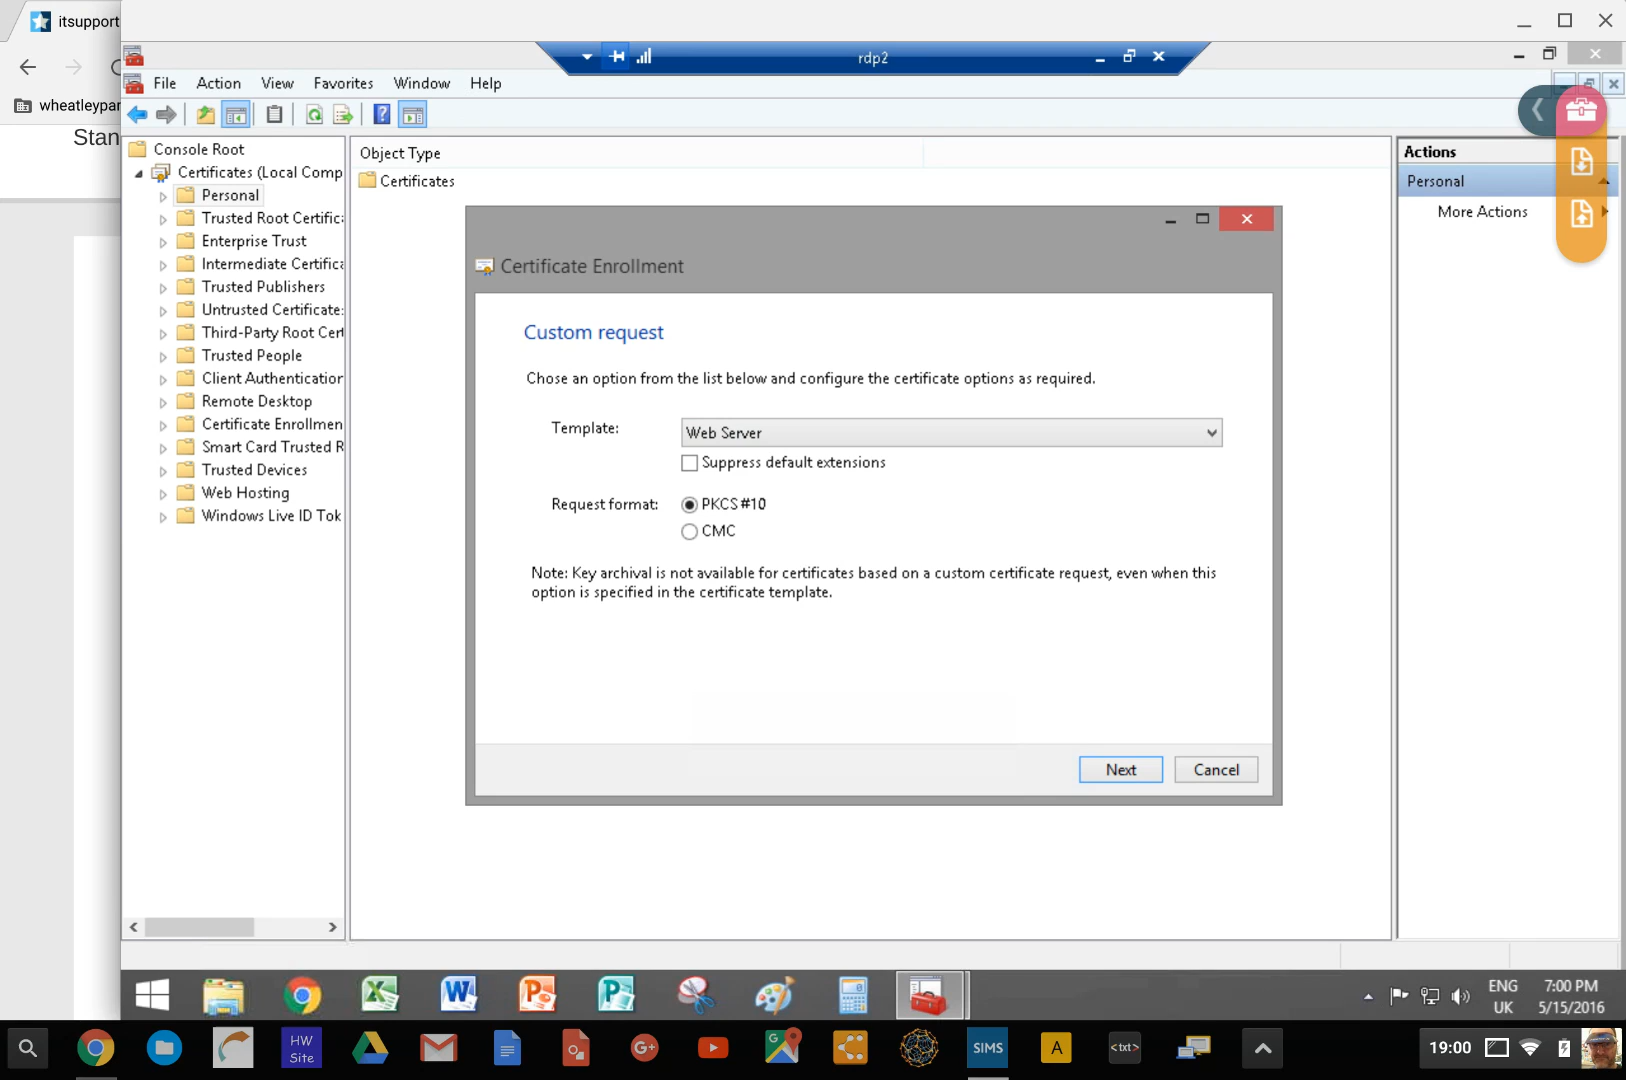 itsupport
rdp2
File Action View Favorites Window Help
wheatleypar
Stan
Console Root
Certificates (Local Comp
Personal
Trusted Root Certific
Enterprise Trust
Intermediate Certifica
Trusted Publishers
Untrusted Certificate
Third-Party Root Cert
Trusted People
Client Authentication
Remote Desktop
Certificate Enrollmen
Smart Card Trusted R
Trusted Devices
Web Hosting
Windows Live ID Tok
Object Type
Certificates
Certificate Enrollment
Custom request
Chose an option from the list below and configure the certificate options as required.
Template:
Web Server
Suppress default extensions
Request format:
PKCS #10
CMC
Note: Key archival is not available for certificates based on a custom certificate request, even when this
option is specified in the certificate template.
Next
Cancel
Actions
Personal
More Actions
ENG
UK
7:00 PM
5/15/2016
HW
Site
G+
SIMS
A
<txt>
19:00